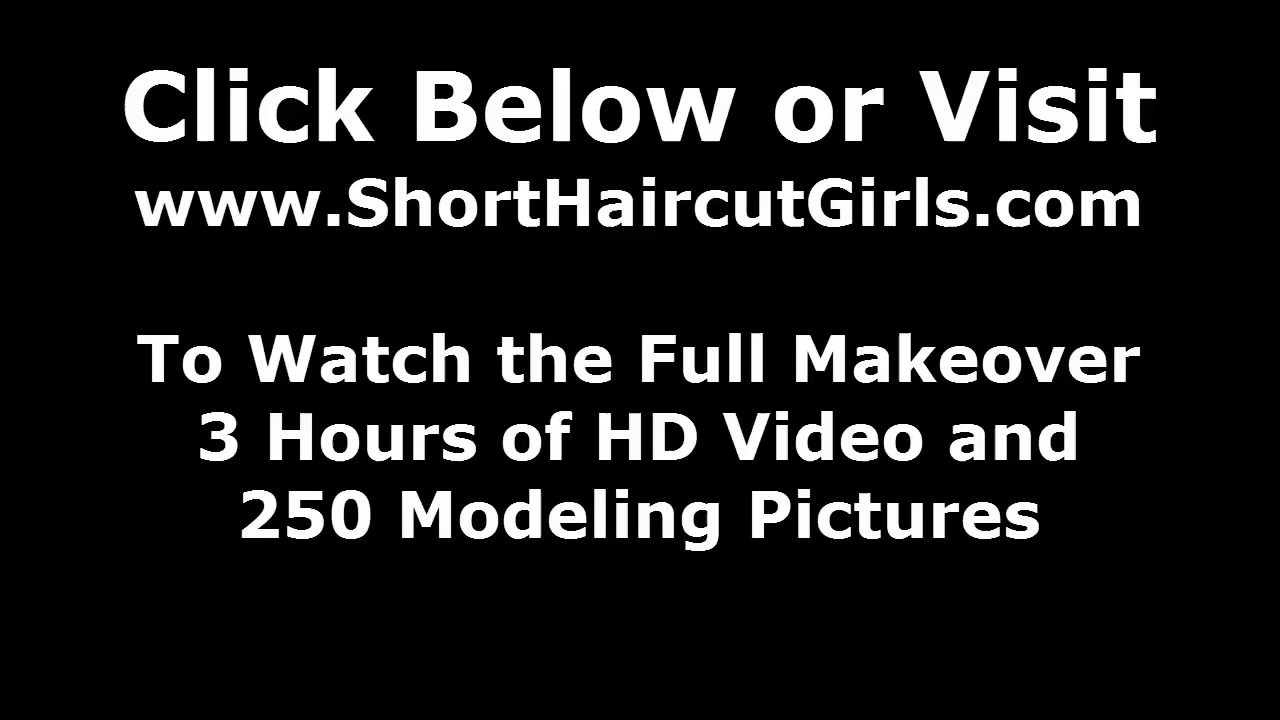 Click Below or Visit
www.ShortHaircutGirls.com
To Watch the Full Makeover
3 Hours of HD Video and
250 Modeling Pictures